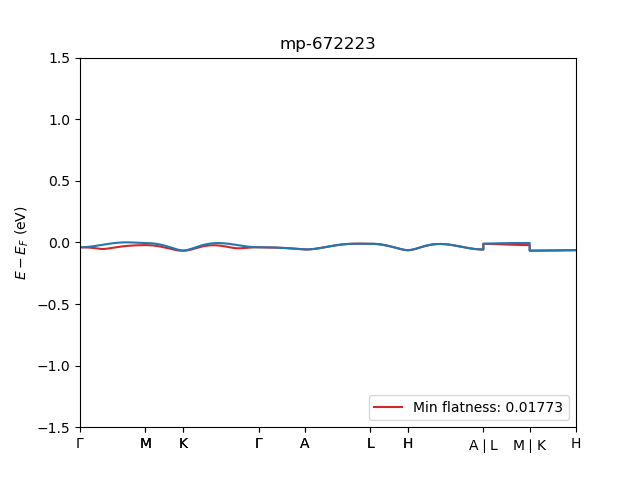 mp-672223
1.5
1.0
0.5
0.0
−0.5
−1.0
−1.5
E − E_F (eV)
Min flatness: 0.01773
Γ M K Γ A L H A | L M | K H